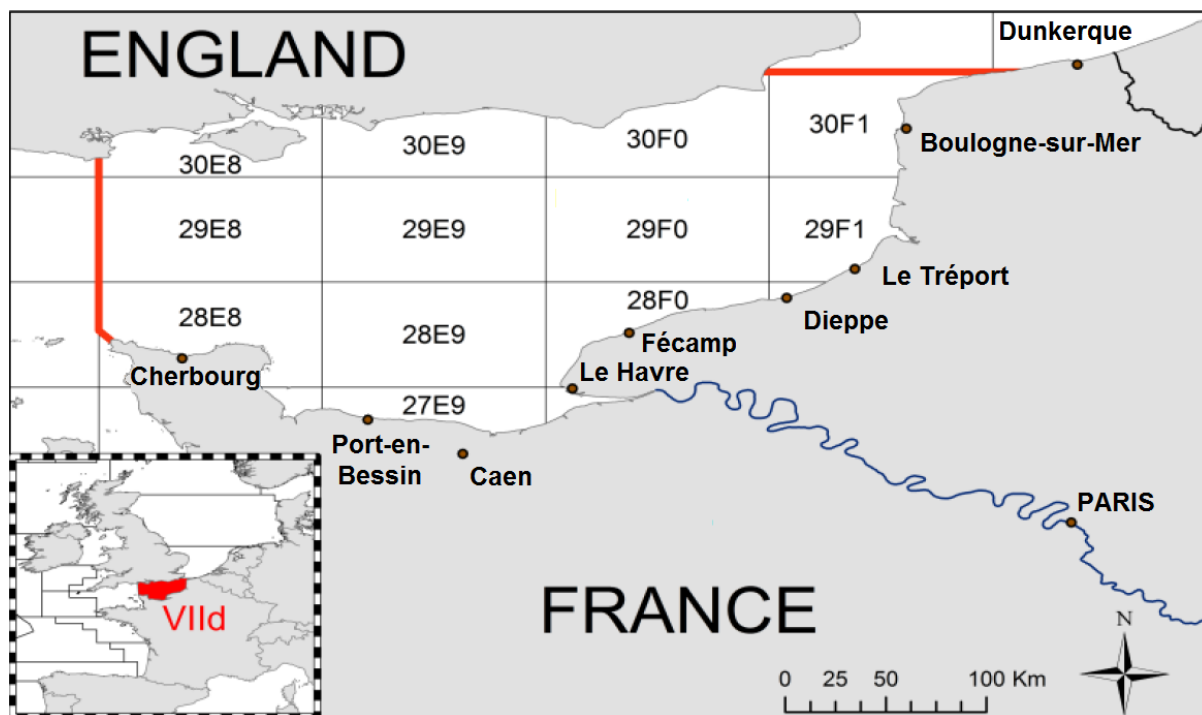 ENGLAND
Dunkerque
30E8
30E9
30F0
30F1
Boulogne-sur-Mer
29E8
29E9
29F0
29F1
Le Tréport
28E8
28E9
28F0
Dieppe
Fécamp
Cherbourg
Le Havre
27E9
Port-en-
Bessin
Caen
PARIS
VIId
FRANCE
N
0 25 50 100 Km